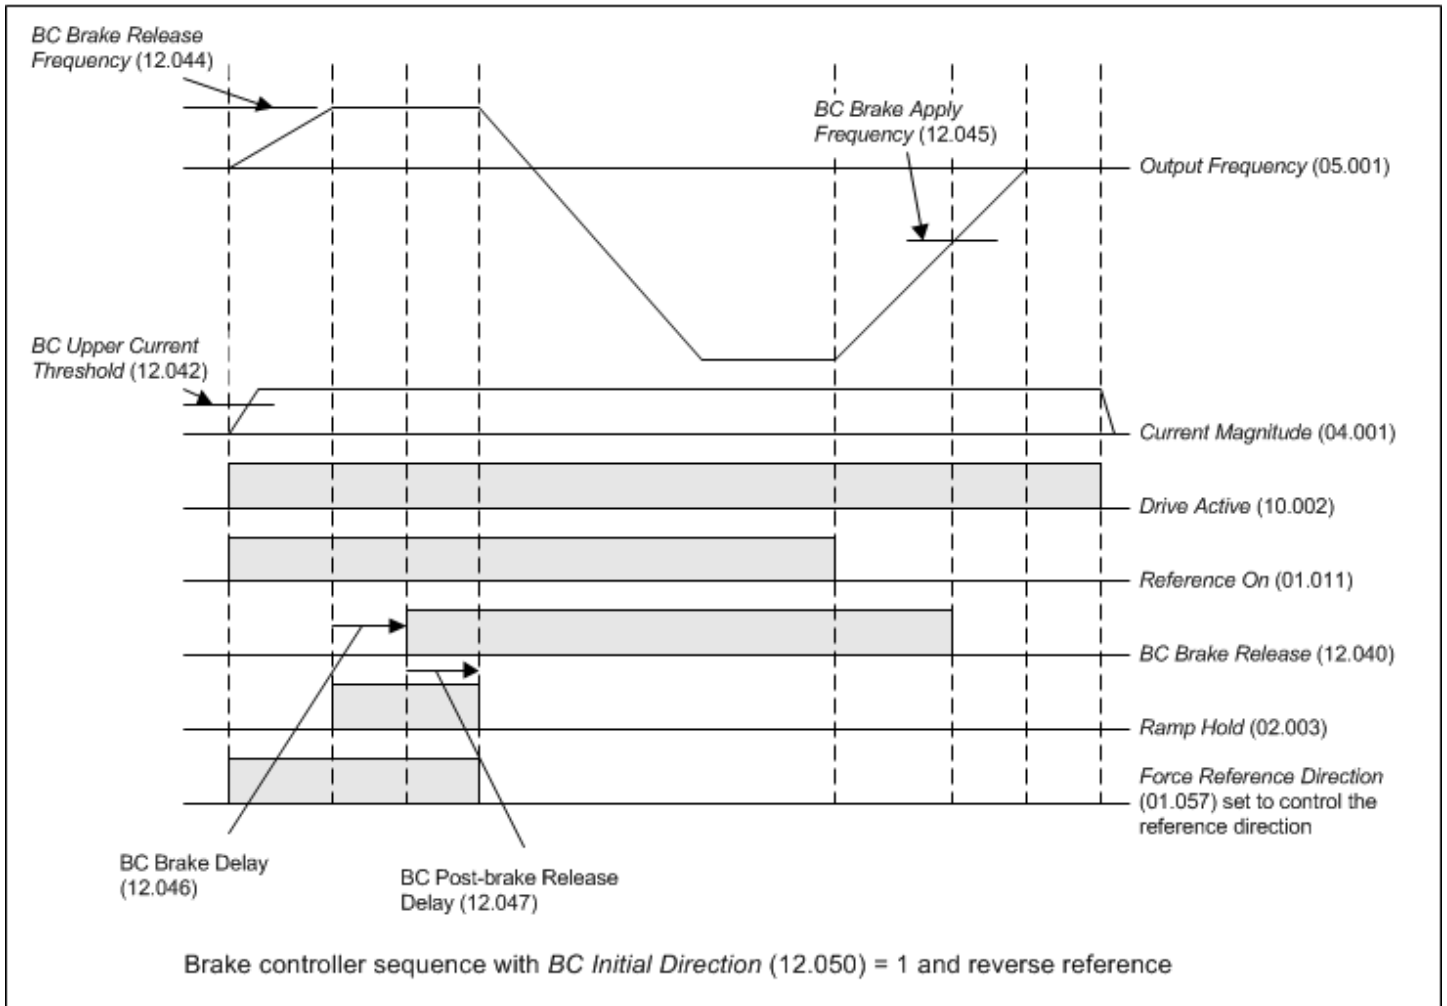 BC Brake Release
Frequency (12.044)
BC Brake Apply
Frequency (12.045)
Output Frequency (05.001)
BC Upper Current
Threshold (12.042)
Current Magnitude (04.001)
Drive Active (10.002)
Reference On (01.011)
BC Brake Release (12.040)
Ramp Hold (02.003)
Force Reference Direction
(01.057) set to control the
reference direction
BC Brake Delay
(12.046)
BC Post-brake Release
Delay (12.047)
Brake controller sequence with BC Initial Direction (12.050) = 1 and reverse reference